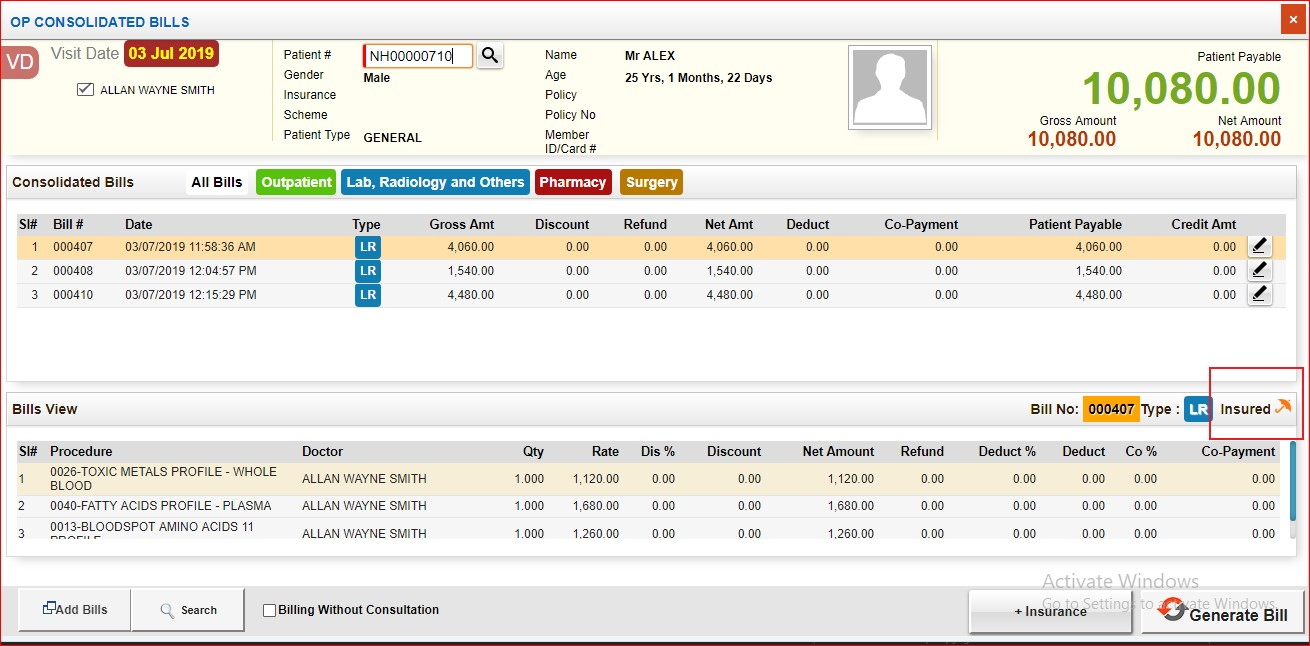 OP CONSOLIDATED BILLS
×
VD
Visit Date 03 Jul 2019
ALLAN WAYNE SMITH
Patient # NH00000710
Gender Male
Insurance
Scheme
Patient Type GENERAL
Name Mr ALEX
Age 25 Yrs, 1 Months, 22 Days
Policy
Policy No
Member
ID/Card #
Patient Payable
10,080.00
Gross Amount Net Amount
10,080.00 10,080.00
Consolidated Bills All Bills Outpatient Lab, Radiology and Others Pharmacy Surgery
Sl# Bill # Date Type Gross Amt Discount Refund Net Amt Deduct Co-Payment Patient Payable Credit Amt
1 000407 03/07/2019 11:58:36 AM LR 4,060.00 0.00 0.00 4,060.00 0.00 0.00 4,060.00 0.00
2 000408 03/07/2019 12:04:57 PM LR 1,540.00 0.00 0.00 1,540.00 0.00 0.00 1,540.00 0.00
3 000410 03/07/2019 12:15:29 PM LR 4,480.00 0.00 0.00 4,480.00 0.00 0.00 4,480.00 0.00
Bills View Bill No: 000407 Type : LR Insured
Sl# Procedure Doctor Qty Rate Dis % Discount Net Amount Refund Deduct % Deduct Co % Co-Payment
1 0026-TOXIC METALS PROFILE - WHOLE
BLOOD ALLAN WAYNE SMITH 1.000 1,120.00 0.00 0.00 1,120.00 0.00 0.00 0.00 0.00 0.00
2 0040-FATTY ACIDS PROFILE - PLASMA ALLAN WAYNE SMITH 1.000 1,680.00 0.00 0.00 1,680.00 0.00 0.00 0.00 0.00 0.00
3 0013-BLOODSPOT AMINO ACIDS 11
PROFILE ALLAN WAYNE SMITH 1.000 1,260.00 0.00 0.00 1,260.00 0.00 0.00 0.00 0.00 0.00
Activate Windows
Go to Settings to activate Windows.
Add Bills Search Billing Without Consultation + Insurance Generate Bill